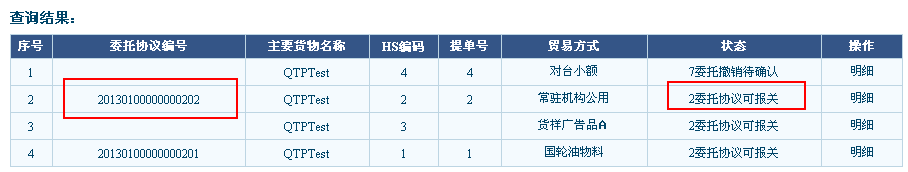 查询结果：
序号 委托协议编号 主要货物名称 HS编码 提单号 贸易方式 状态 操作
1 QTPTest 4 4 对台小额 7委托撤销待确认 明细
2 20130100000000202 QTPTest 2 2 常驻机构公用 2委托协议可报关 明细
3 QTPTest 3 货样广告品A 2委托协议可报关 明细
4 20130100000000201 QTPTest 1 1 国轮油物料 2委托协议可报关 明细